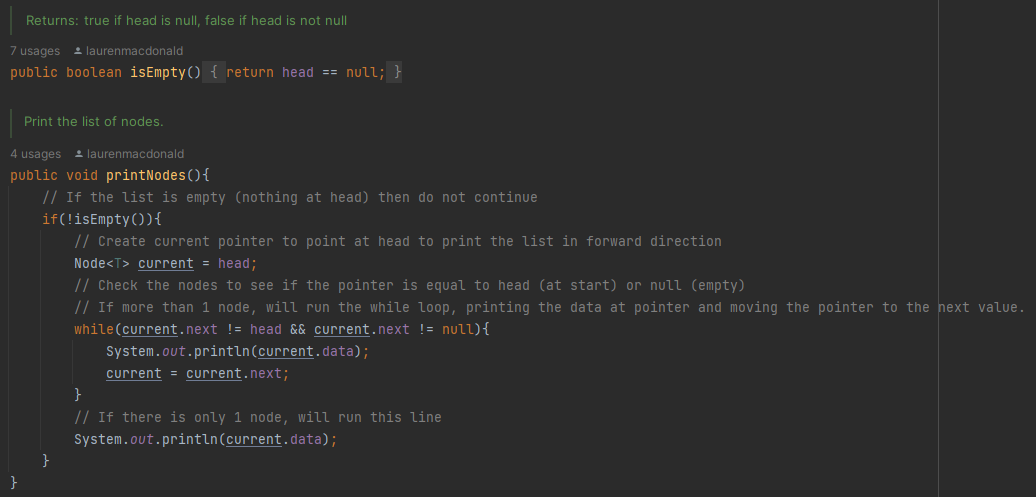 Returns: true if head is null, false if head is not null
7 usages laurenmacdonald
public boolean isEmpty() { return head == null; }
Print the list of nodes.
4 usages laurenmacdonald
public void printNodes(){
// If the list is empty (nothing at head) then do not continue
if(!isEmpty()){
// Create current pointer to point at head to print the list in forward direction
Node<T> current = head;
// Check the nodes to see if the pointer is equal to head (at start) or null (empty)
// If more than 1 node, will run the while loop, printing the data at pointer and moving the pointer to the next value.
while(current.next != head && current.next != null){
System.out.println(current.data);
current = current.next;
}
// If there is only 1 node, will run this line
System.out.println(current.data);
}
}